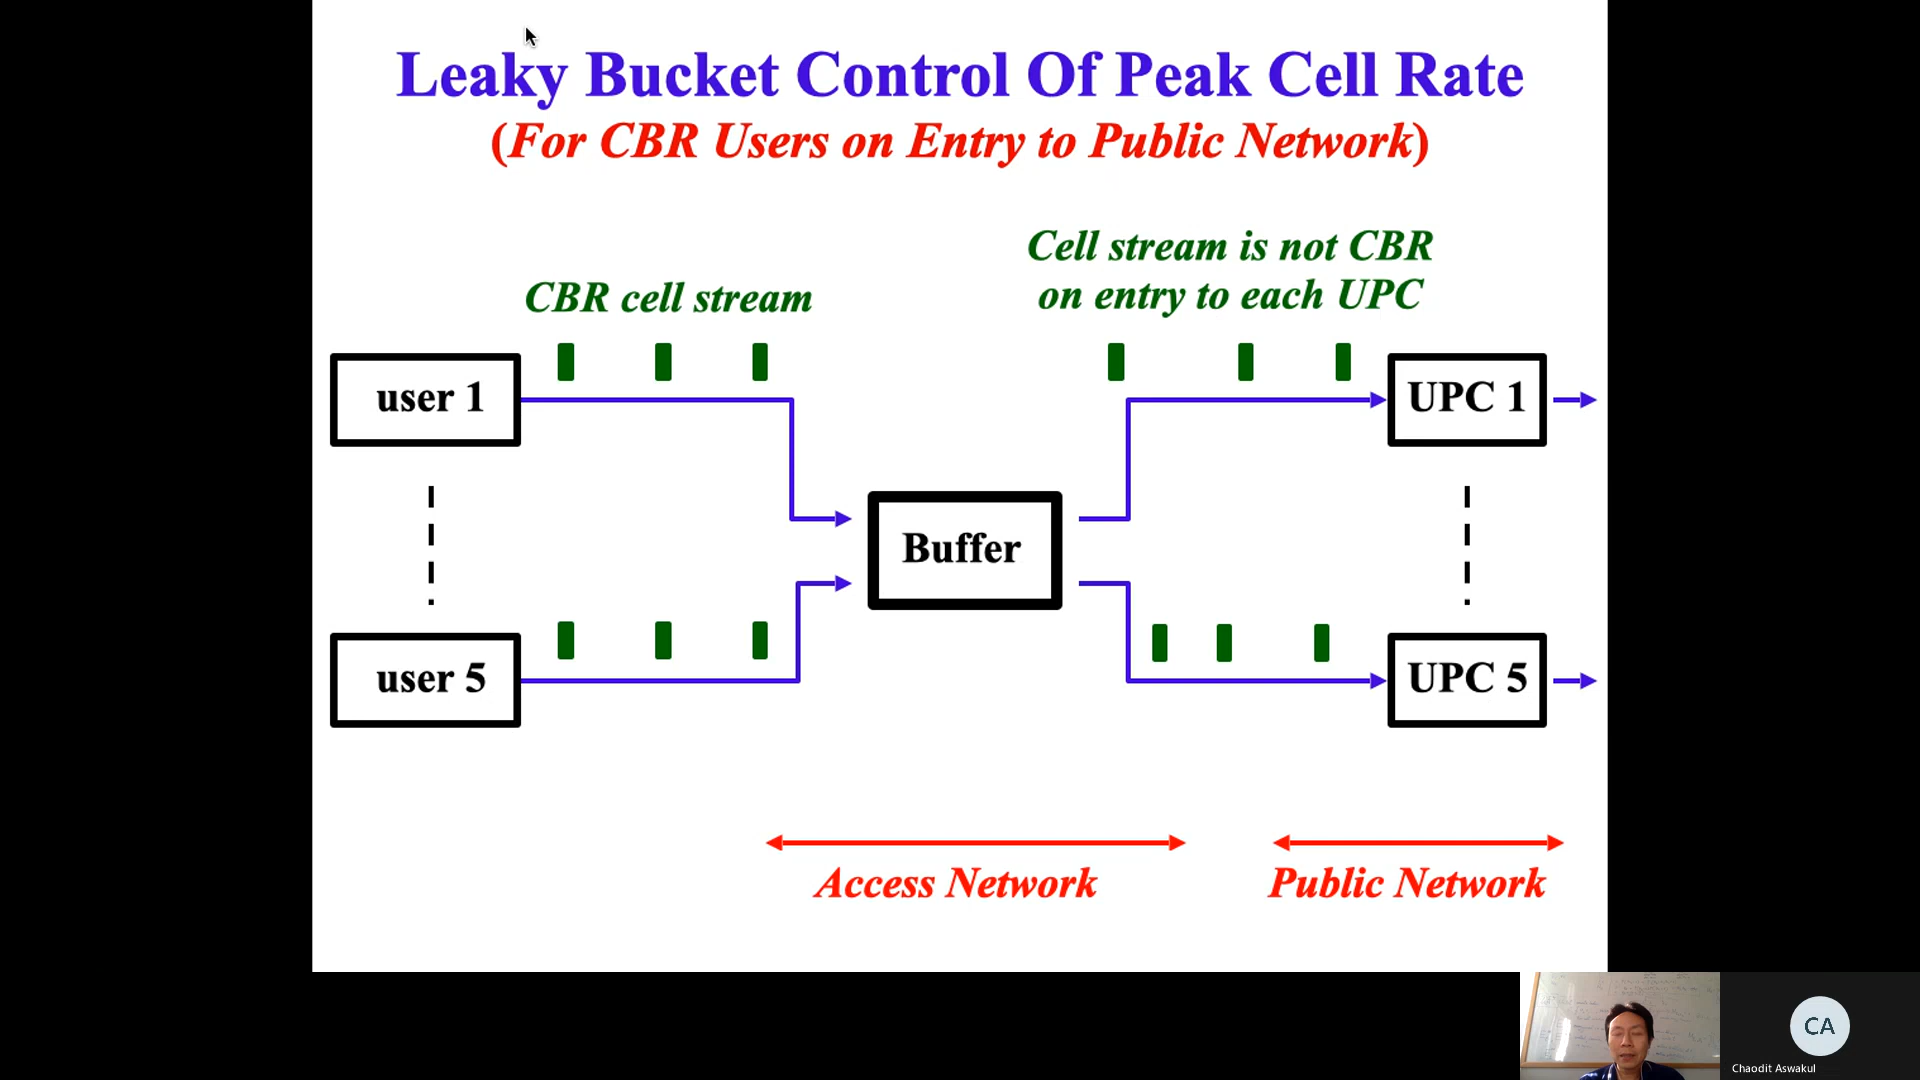 Leaky Bucket Control Of Peak Cell Rate
(For CBR Users on Entry to Public Network)
Cell stream is not CBR
on entry to each UPC
CBR cell stream
user 1
UPC 1
Buffer
user 5
UPC 5
Access Network
Public Network
CA
Chaodit Aswakul